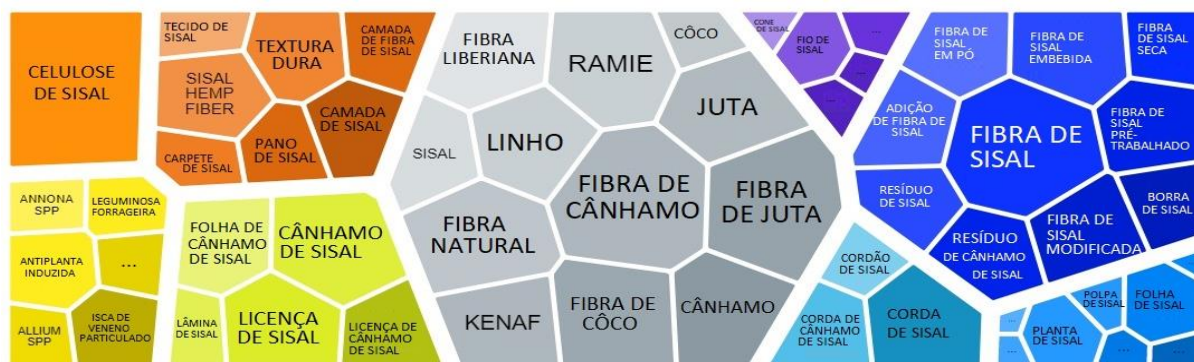 CELULOSE
DE SISAL
TECIDO DE
SISAL
TEXTURA
DURA
CAMADA
DE FIBRA
DE SISAL
SISAL
HEMP
FIBER
CAMADA
DE SISAL
CARPETE
DE SISAL
PANO
DE SISAL
ANNONA
SPP
LEGUMINOSA
FORRAGEIRA
ANTIPLANTA
INDUZIDA
...
ALLIUM
SPP
ISCA DE
VENENO
PARTICULADO
FOLHA DE
CÂNHAMO
DE SISAL
CÂNHAMO
DE SISAL
LÂMINA
DE SISAL
LICENÇA
DE SISAL
LICENÇA DE
CÂNHAMO
DE SISAL
FIBRA
LIBERIANA
RAMIE
CÔCO
JUTA
SISAL
LINHO
FIBRA DE
CÂNHAMO
FIBRA
DE JUTA
FIBRA
NATURAL
KENAF
FIBRA DE
CÔCO
CÂNHAMO
CONE
DE SISAL
FIO DE
SISAL
...
...
...
CORDÃO
DE SISAL
CORDA DE
CÂNHAMO
DE SISAL
CORDA
DE SISAL
FIBRA DE
SISAL
EM PÓ
FIBRA DE
SISAL
EMBEBIDA
FIBRA
DE SISAL
SECA
ADIÇÃO
DE FIBRA DE
SISAL
FIBRA DE
SISAL
FIBRA DE
SISAL
PRÉ-
TRABALHADO
RESÍDUO
DE SISAL
RESÍDUO
DE CÂNHAMO
DE SISAL
FIBRA DE
SISAL
MODIFICADA
BORRA
DE SISAL
POLPA
DE SISAL
FOLHA DE
SISAL
PLANTA
DE SISAL
...
...
...
...